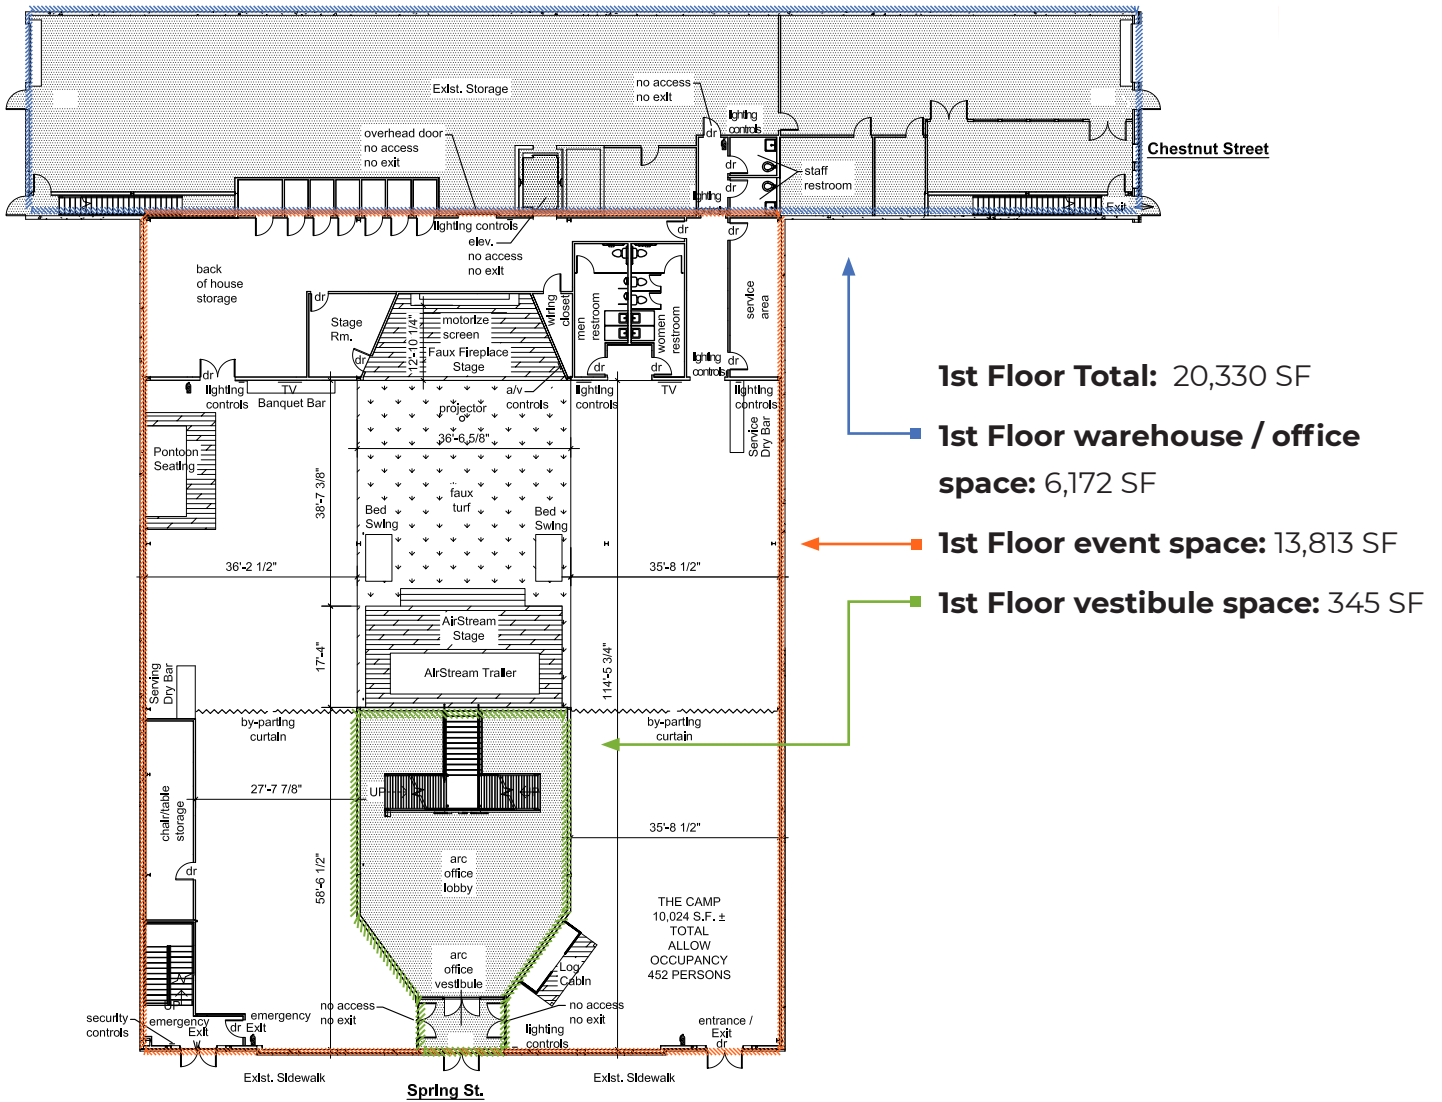 Exist. Storage
no access
no exit
dr
lighting
controls
overhead door
no access
no exit
dr
staff
restroom
dr
lighting
Exit
Chestnut Street
lighting controls
elev.
no access
no exit
dr
dr
back
of house
storage
dr
Stage
Rm.
dr
12'-10 1/4"
motorize
screen
Faux Fireplace
Stage
wiring
closet
men
restroom
women
restroom
service
area
dr
dr
lighting
controls
dr
dr
lighting
controls
TV
Banquet Bar
a/v
controls
lighting
controls
TV
lighting
controls
Service
Dry Bar
projector
36'-6 5/8"
Pontoon
Seating
38'-7 3/8"
faux
turf
Bed
Swing
Bed
Swing
36'-2 1/2"
35'-8 1/2"
AirStream
Stage
17'-4"
AirStream Trailer
114'-5 3/4"
Serving
Dry Bar
by-parting
curtain
by-parting
curtain
UP
UP
27'-7 7/8"
chair/table
storage
dr
35'-8 1/2"
58'-6 1/2"
arc
office
lobby
THE CAMP
10,024 S.F. ±
TOTAL
ALLOW
OCCUPANCY
452 PERSONS
arc
office
vestibule
Log
Cabin
UP
no access
no exit
no access
no exit
security
controls
emergency
Exit
dr
emergency
Exit
lighting
controls
entrance /
Exit
dr
Exist. Sidewalk
Exist. Sidewalk
Spring St.
1st Floor Total: 20,330 SF
1st Floor warehouse / office
space: 6,172 SF
1st Floor event space: 13,813 SF
1st Floor vestibule space: 345 SF